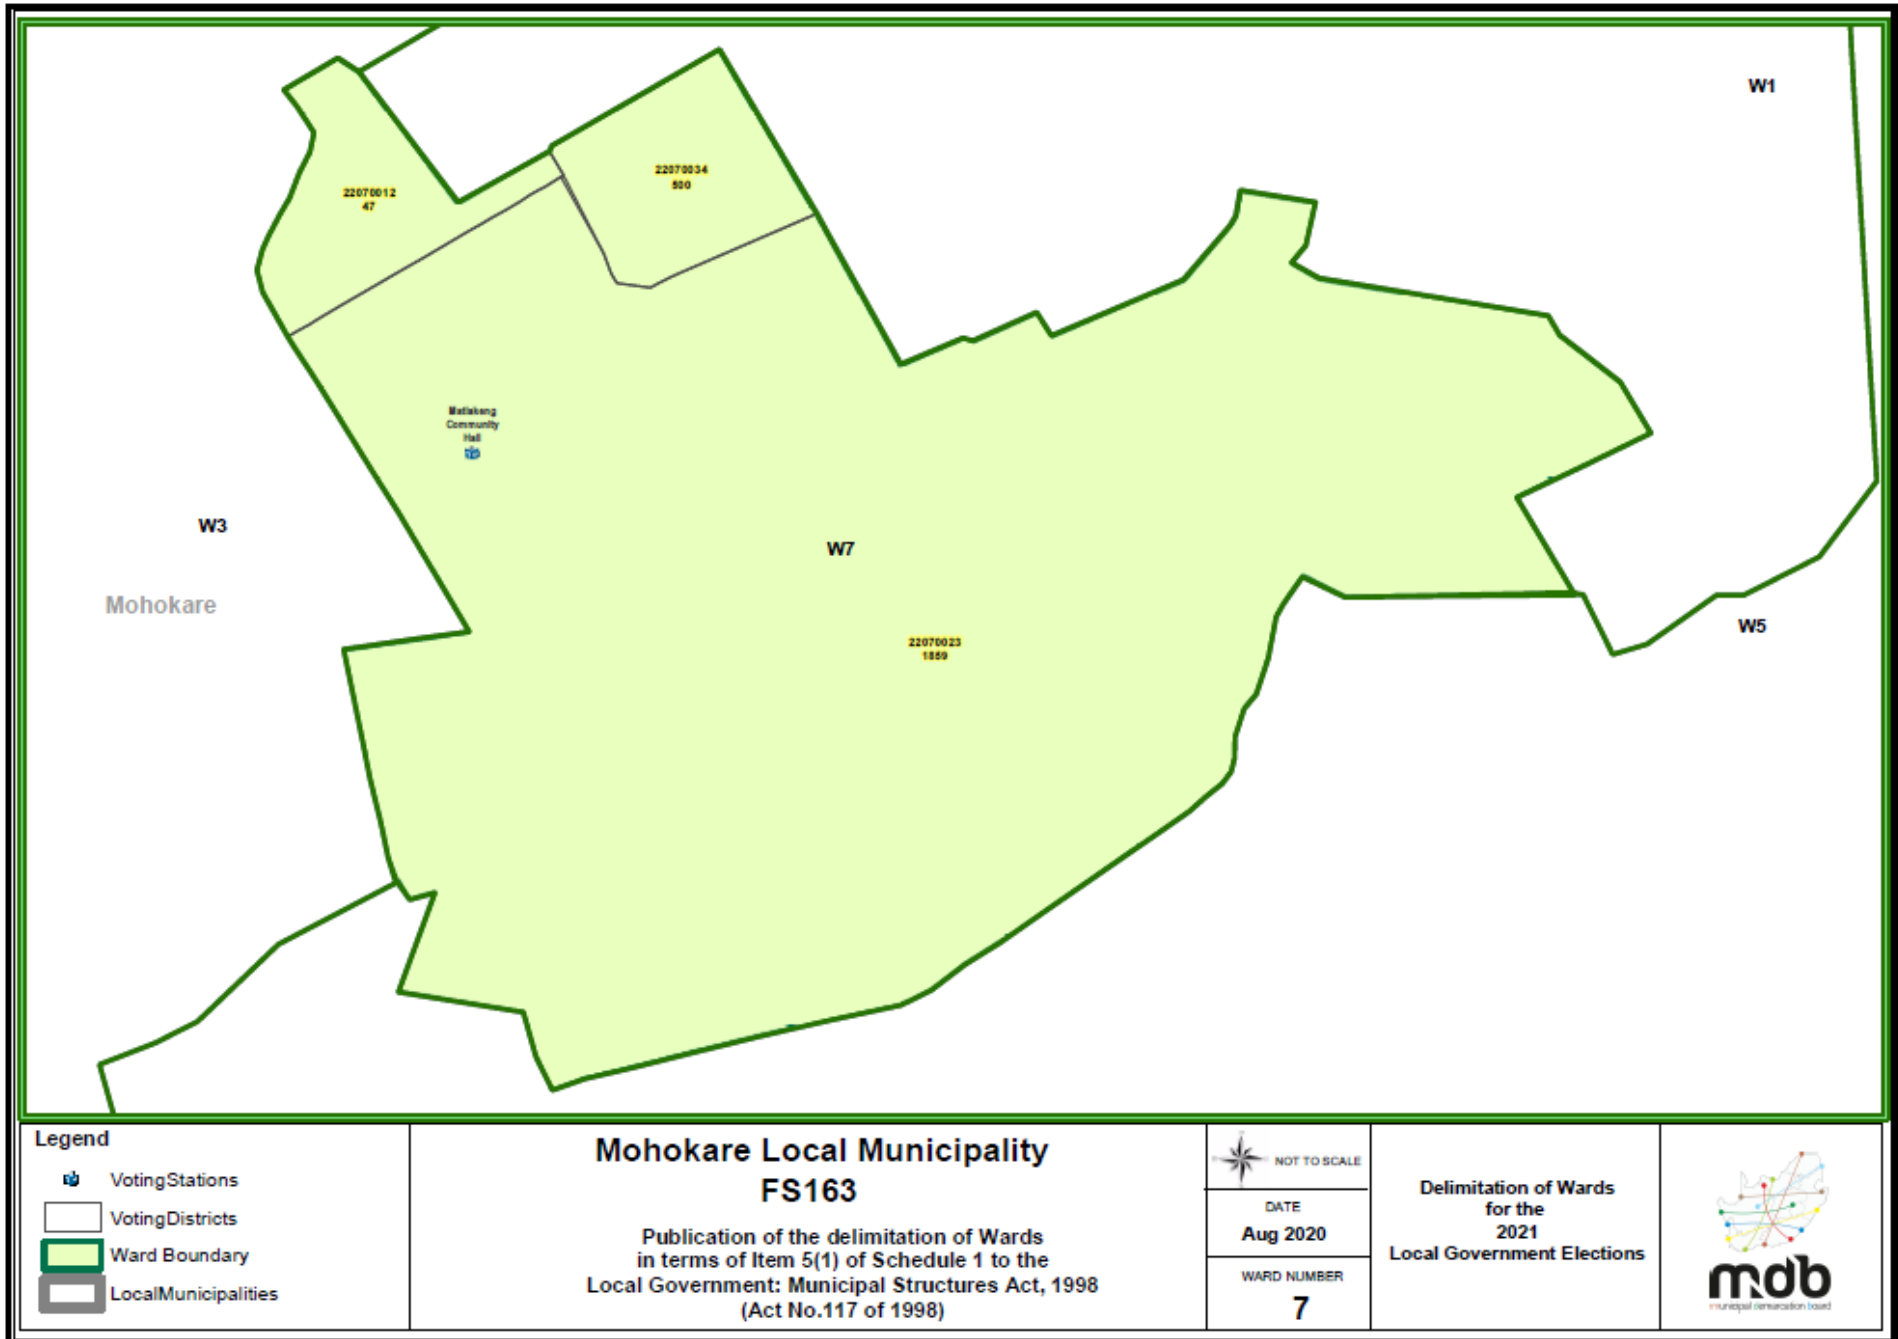 W1
22070034
500
22070012
47
Matlakeng
Community
Hall
W3
W7
Mohokare
W5
22070023
1859
Legend
VotingStations
VotingDistricts
Ward Boundary
LocalMunicipalities
Mohokare Local Municipality
FS163
Publication of the delimitation of Wards
in terms of Item 5(1) of Schedule 1 to the
Local Government: Municipal Structures Act, 1998
(Act No.117 of 1998)
NOT TO SCALE
DATE
Aug 2020
WARD NUMBER
7
Delimitation of Wards
for the
2021
Local Government Elections
mdb
municipal demarcation board